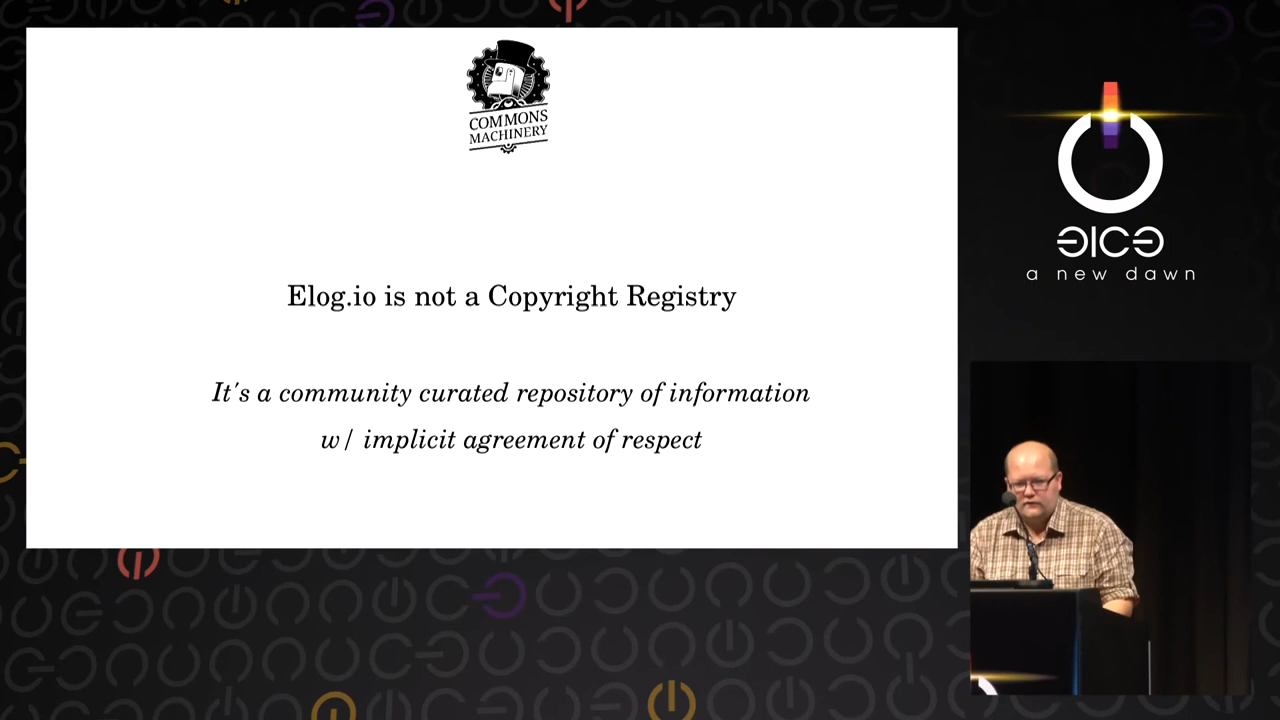 COMMONS
MACHINERY
Elog.io is not a Copyright Registry
It's a community curated repository of information
w/ implicit agreement of respect
ɘICɘ
a new dawn